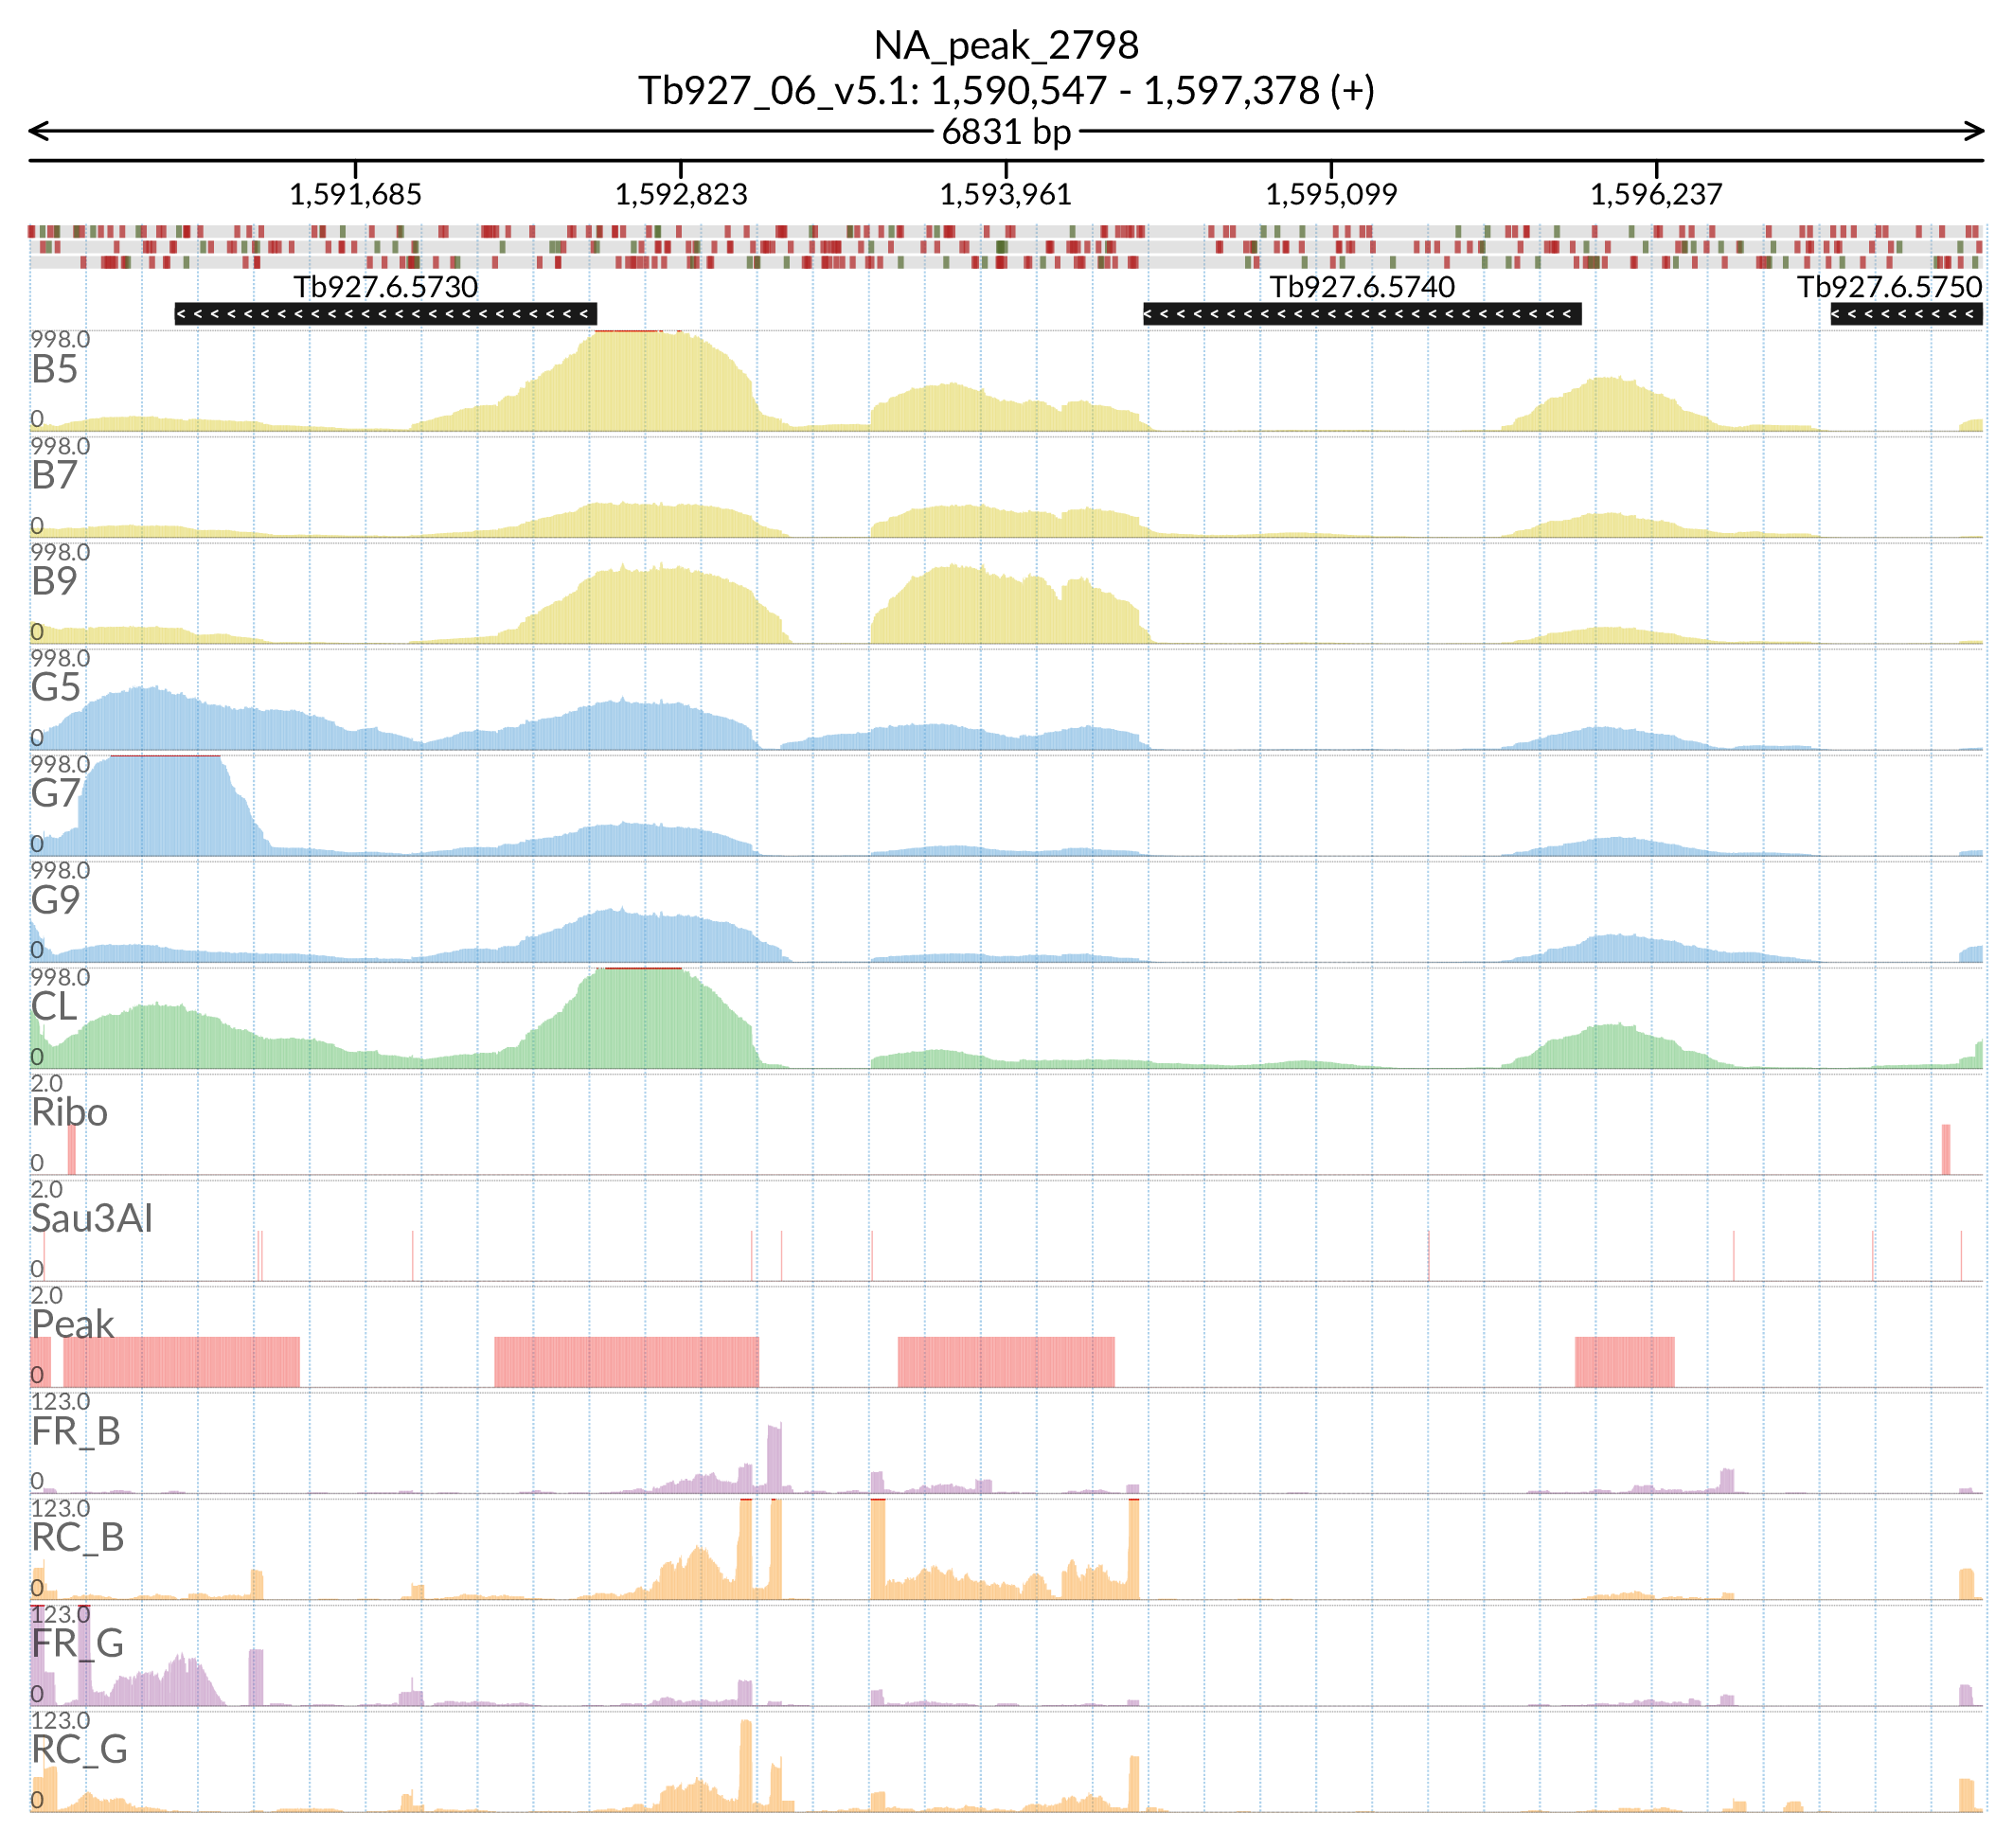 NA_peak_2798
Tb927_06_v5.1: 1,590,547 - 1,597,378 (+)
6831 bp
1,591,685 1,592,823 1,593,961 1,595,099 1,596,237
Tb927.6.5730 Tb927.6.5740 Tb927.6.5750
998.0
B5
0
998.0
B7
0
998.0
B9
0
998.0
G5
0
998.0
G7
0
998.0
G9
0
998.0
CL
0
2.0
Ribo
0
2.0
Sau3AI
0
2.0
Peak
0
123.0
FR_B
0
123.0
RC_B
0
123.0
FR_G
0
123.0
RC_G
0